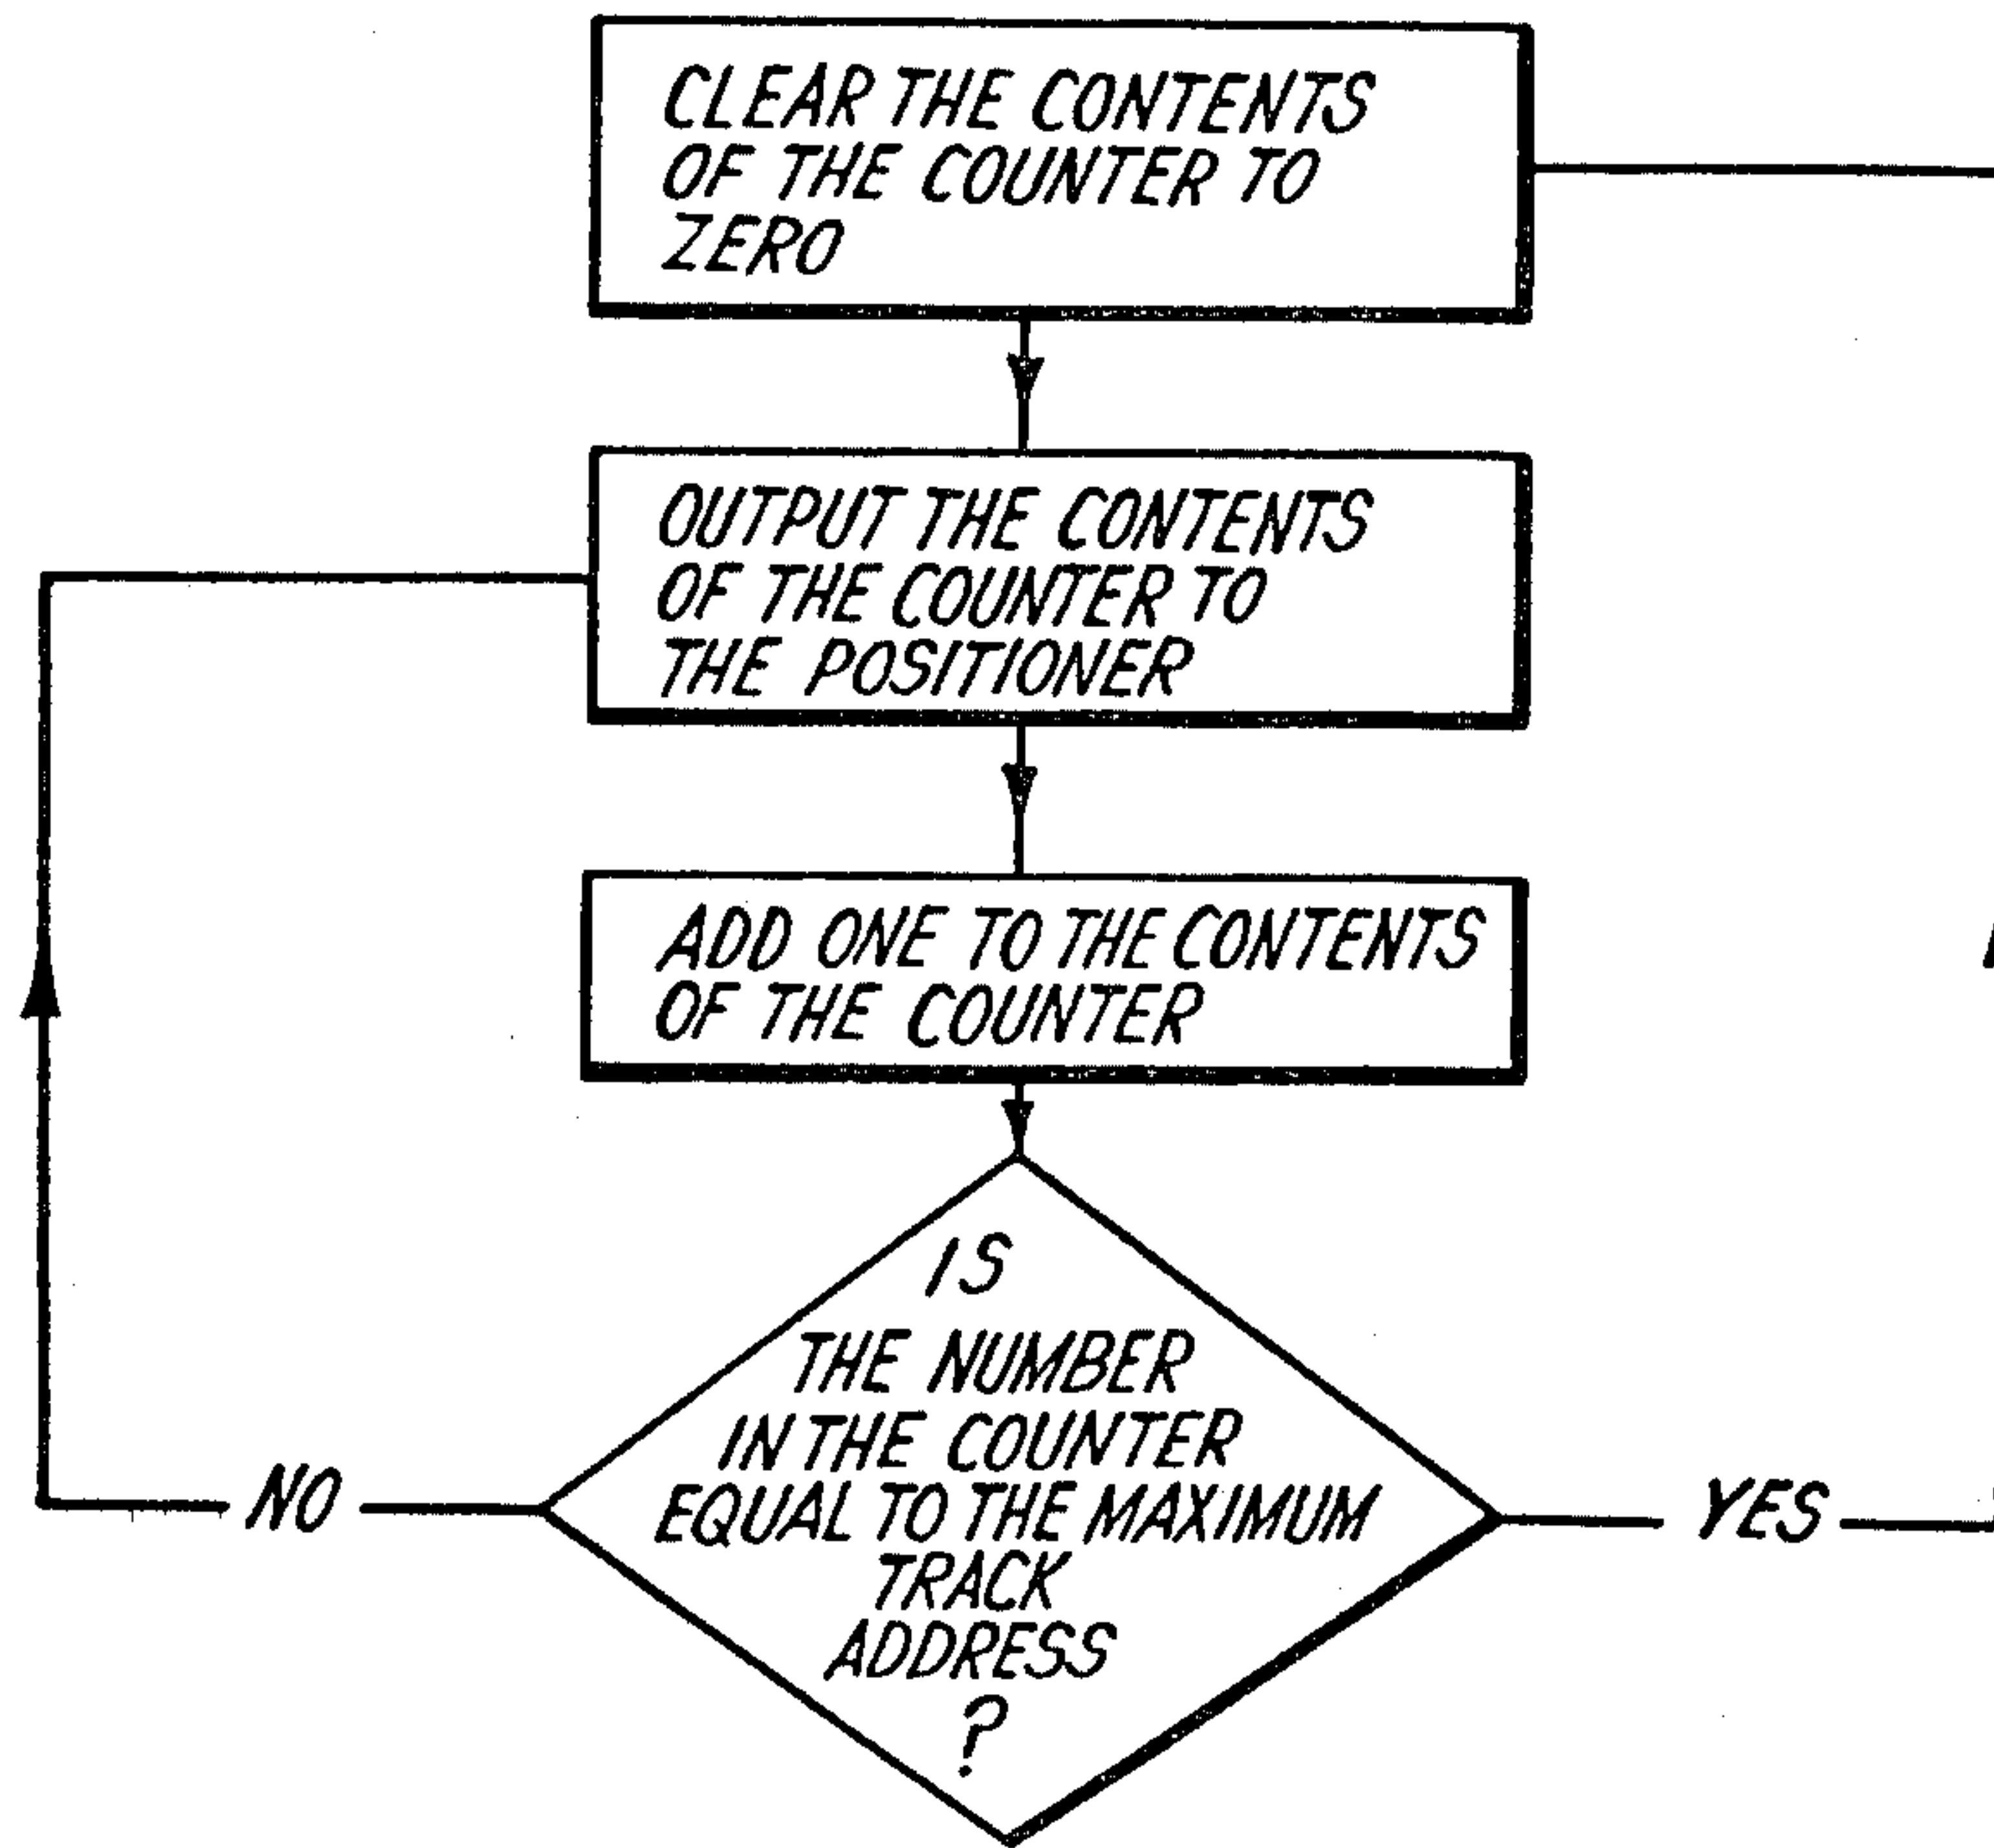 CLEAR THE CONTENTS
OF THE COUNTER TO
ZERO
OUTPUT THE CONTENTS
OF THE COUNTER TO
THE POSITIONER
ADD ONE TO THE CONTENTS
OF THE COUNTER
IS
THE NUMBER
IN THE COUNTER
EQUAL TO THE MAXIMUM
TRACK
ADDRESS
?
NO
YES